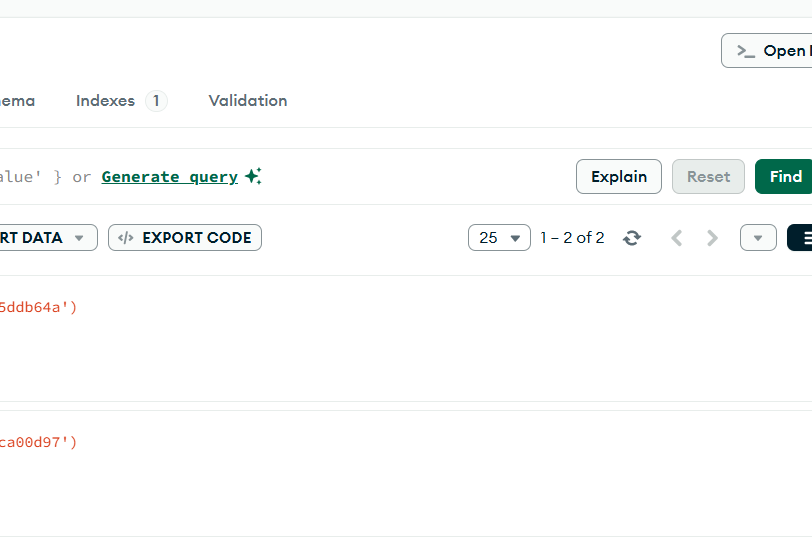 >_ Open
ema Indexes 1 Validation
alue' } or Generate query Explain Reset Find
RT DATA </> EXPORT CODE 25 1 – 2 of 2
5ddb64a')
ca00d97')